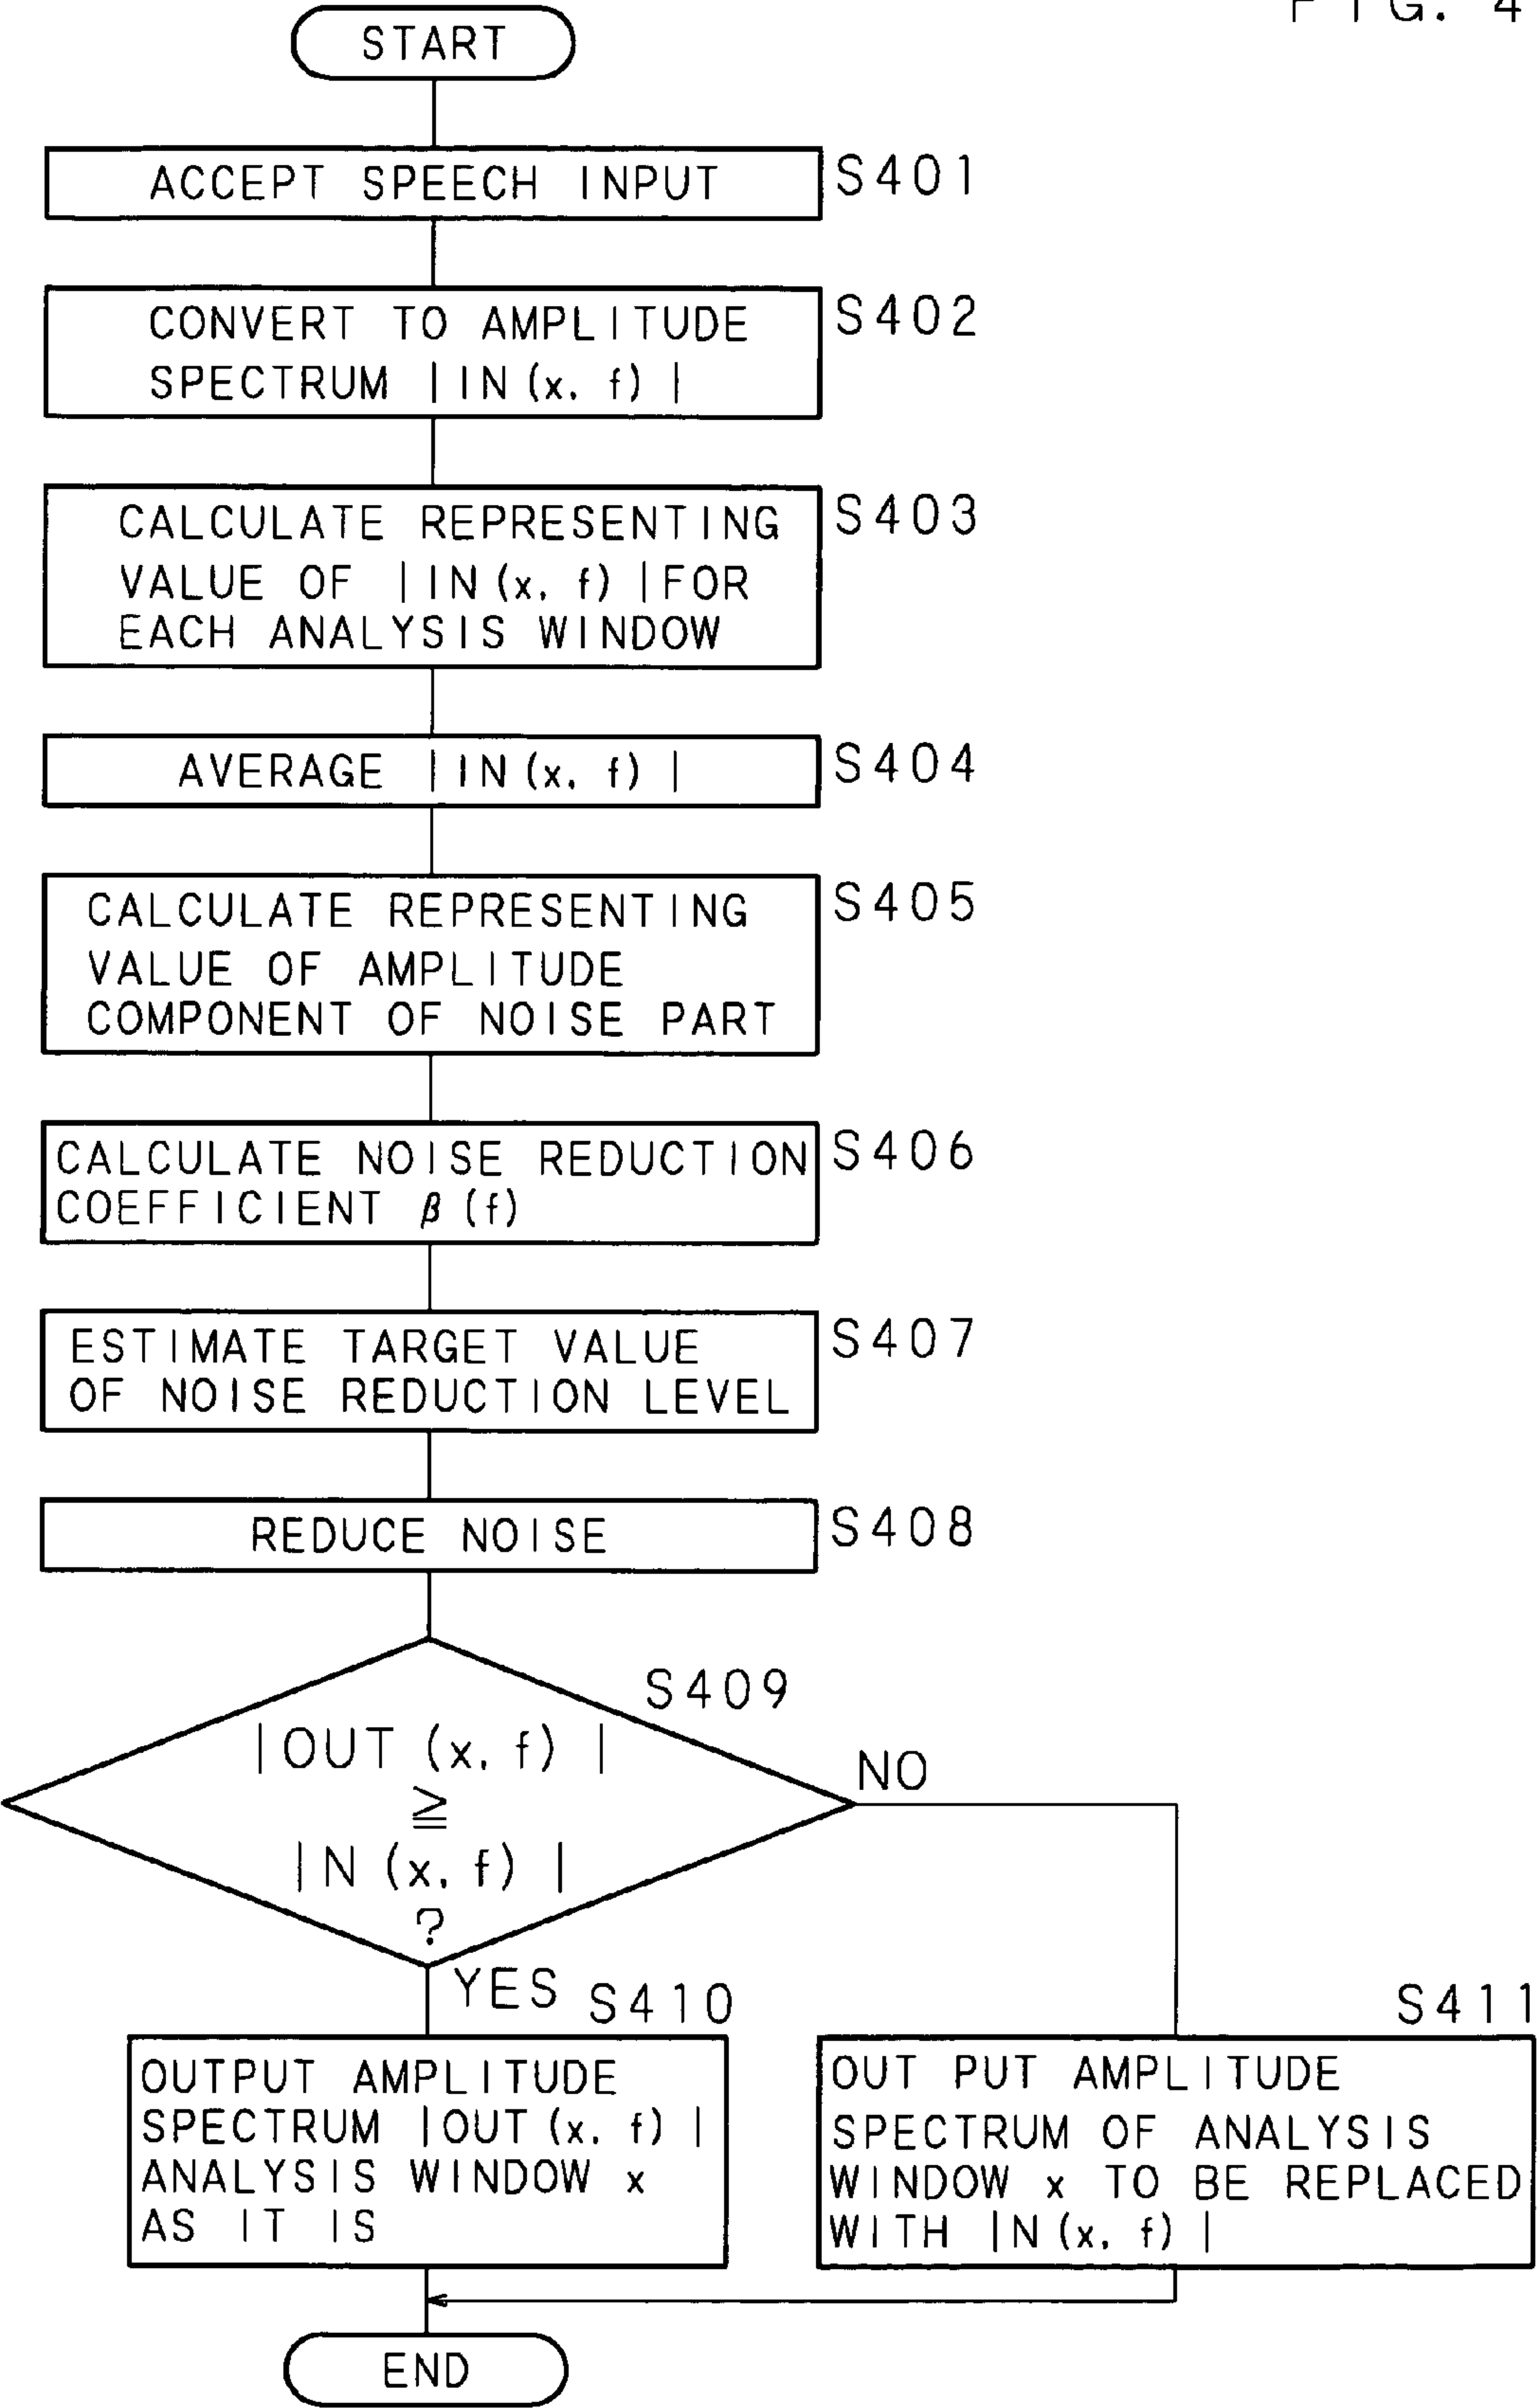 FIG. 4
START
ACCEPT SPEECH INPUT
S401
CONVERT TO AMPLITUDE
SPECTRUM |IN(x, f)|
S402
CALCULATE REPRESENTING
VALUE OF |IN(x, f)|FOR
EACH ANALYSIS WINDOW
S403
AVERAGE |IN(x, f)|
S404
CALCULATE REPRESENTING
VALUE OF AMPLITUDE
COMPONENT OF NOISE PART
S405
CALCULATE NOISE REDUCTION
COEFFICIENT β(f)
S406
ESTIMATE TARGET VALUE
OF NOISE REDUCTION LEVEL
S407
REDUCE NOISE
S408
S409
|OUT (x, f)|
≧
|N (x, f)|
?
NO
YES
S410
OUTPUT AMPLITUDE
SPECTRUM |OUT(x, f)|
ANALYSIS WINDOW x
AS IT IS
S411
OUT PUT AMPLITUDE
SPECTRUM OF ANALYSIS
WINDOW x TO BE REPLACED
WITH |N(x, f)|
END